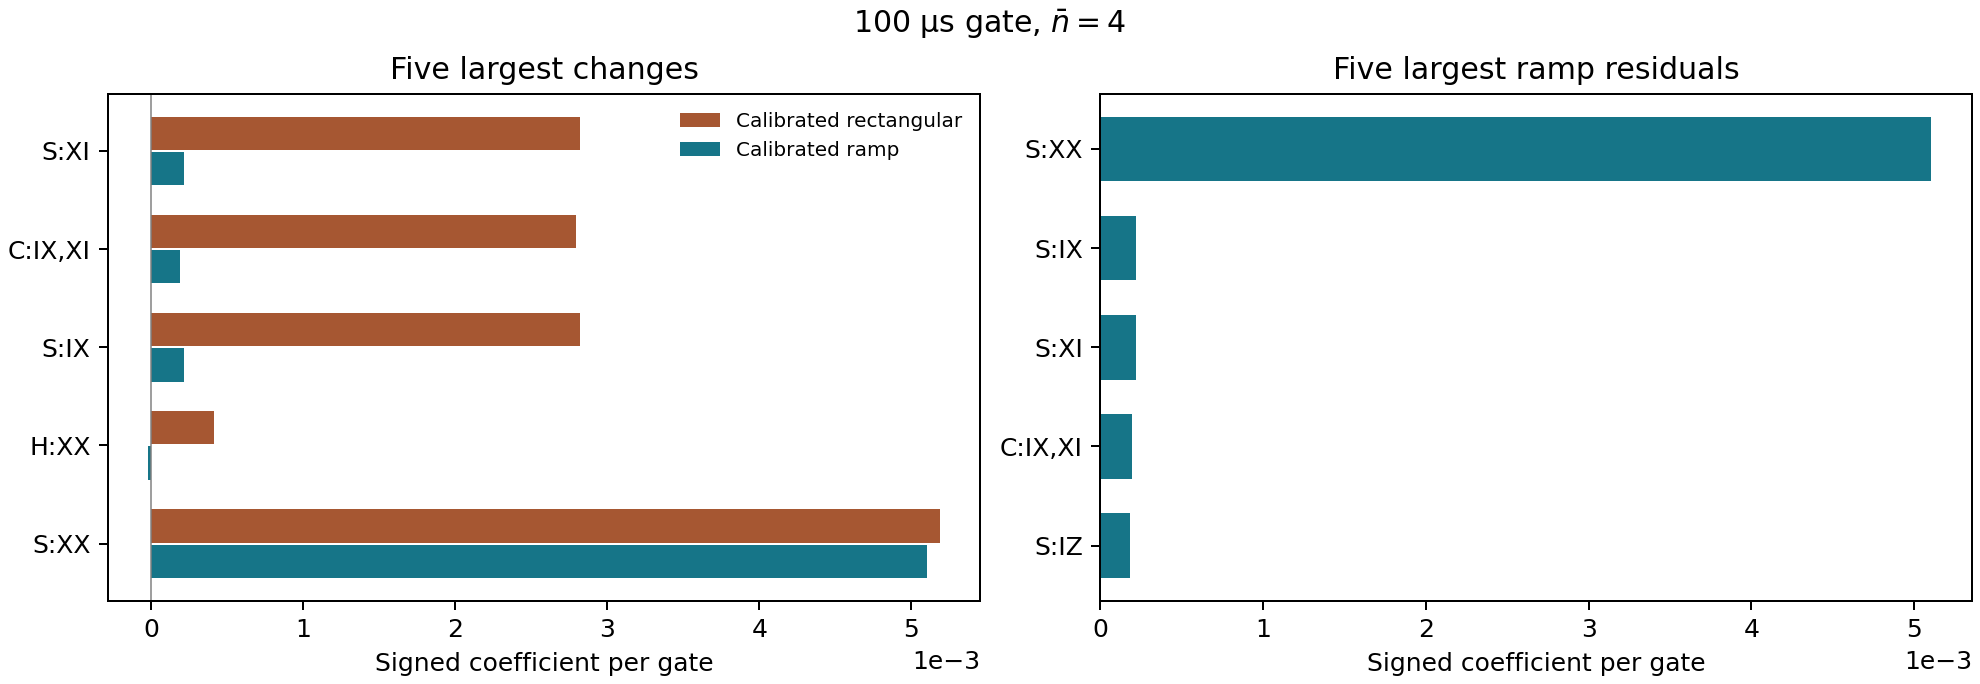 100 µs gate, n̄ = 4
Five largest changes
S:XI
C:IX,XI
S:IX
H:XX
S:XX
Calibrated rectangular
Calibrated ramp
0 1 2 3 4 5
1e−3
Signed coefficient per gate
Five largest ramp residuals
S:XX
S:IX
S:XI
C:IX,XI
S:IZ
0 1 2 3 4 5
1e−3
Signed coefficient per gate